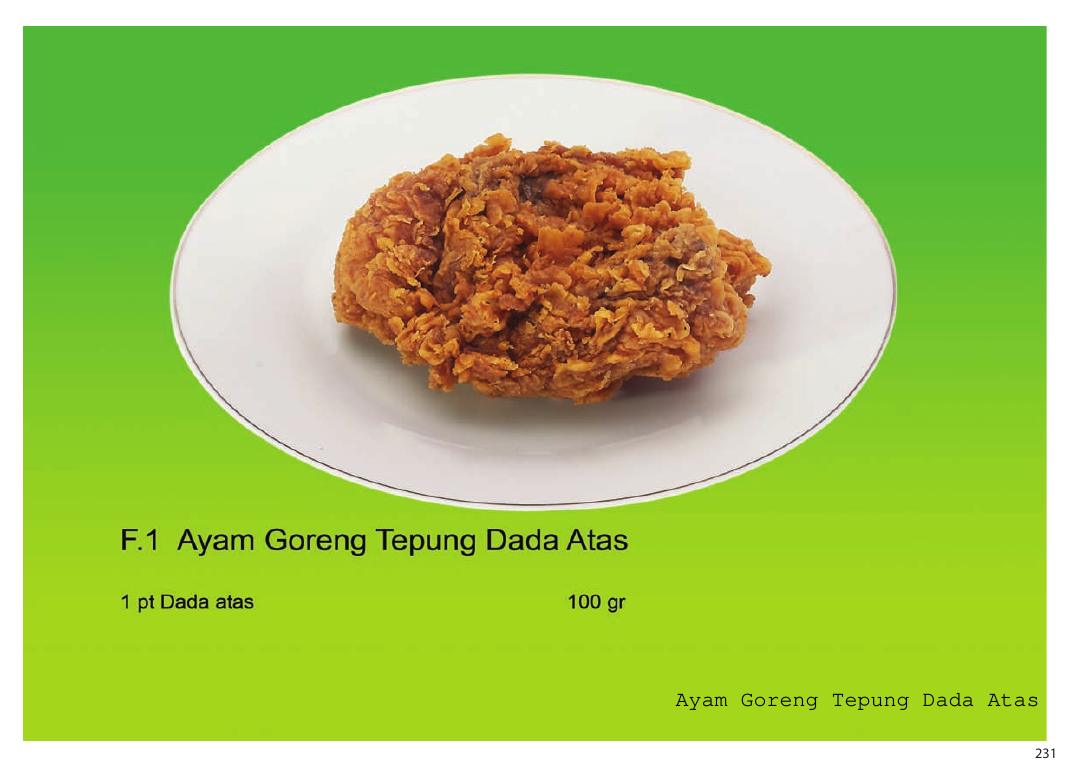 F.1 Ayam Goreng Tepung Dada Atas
1 pt Dada atas 100 gr
Ayam Goreng Tepung Dada Atas
231